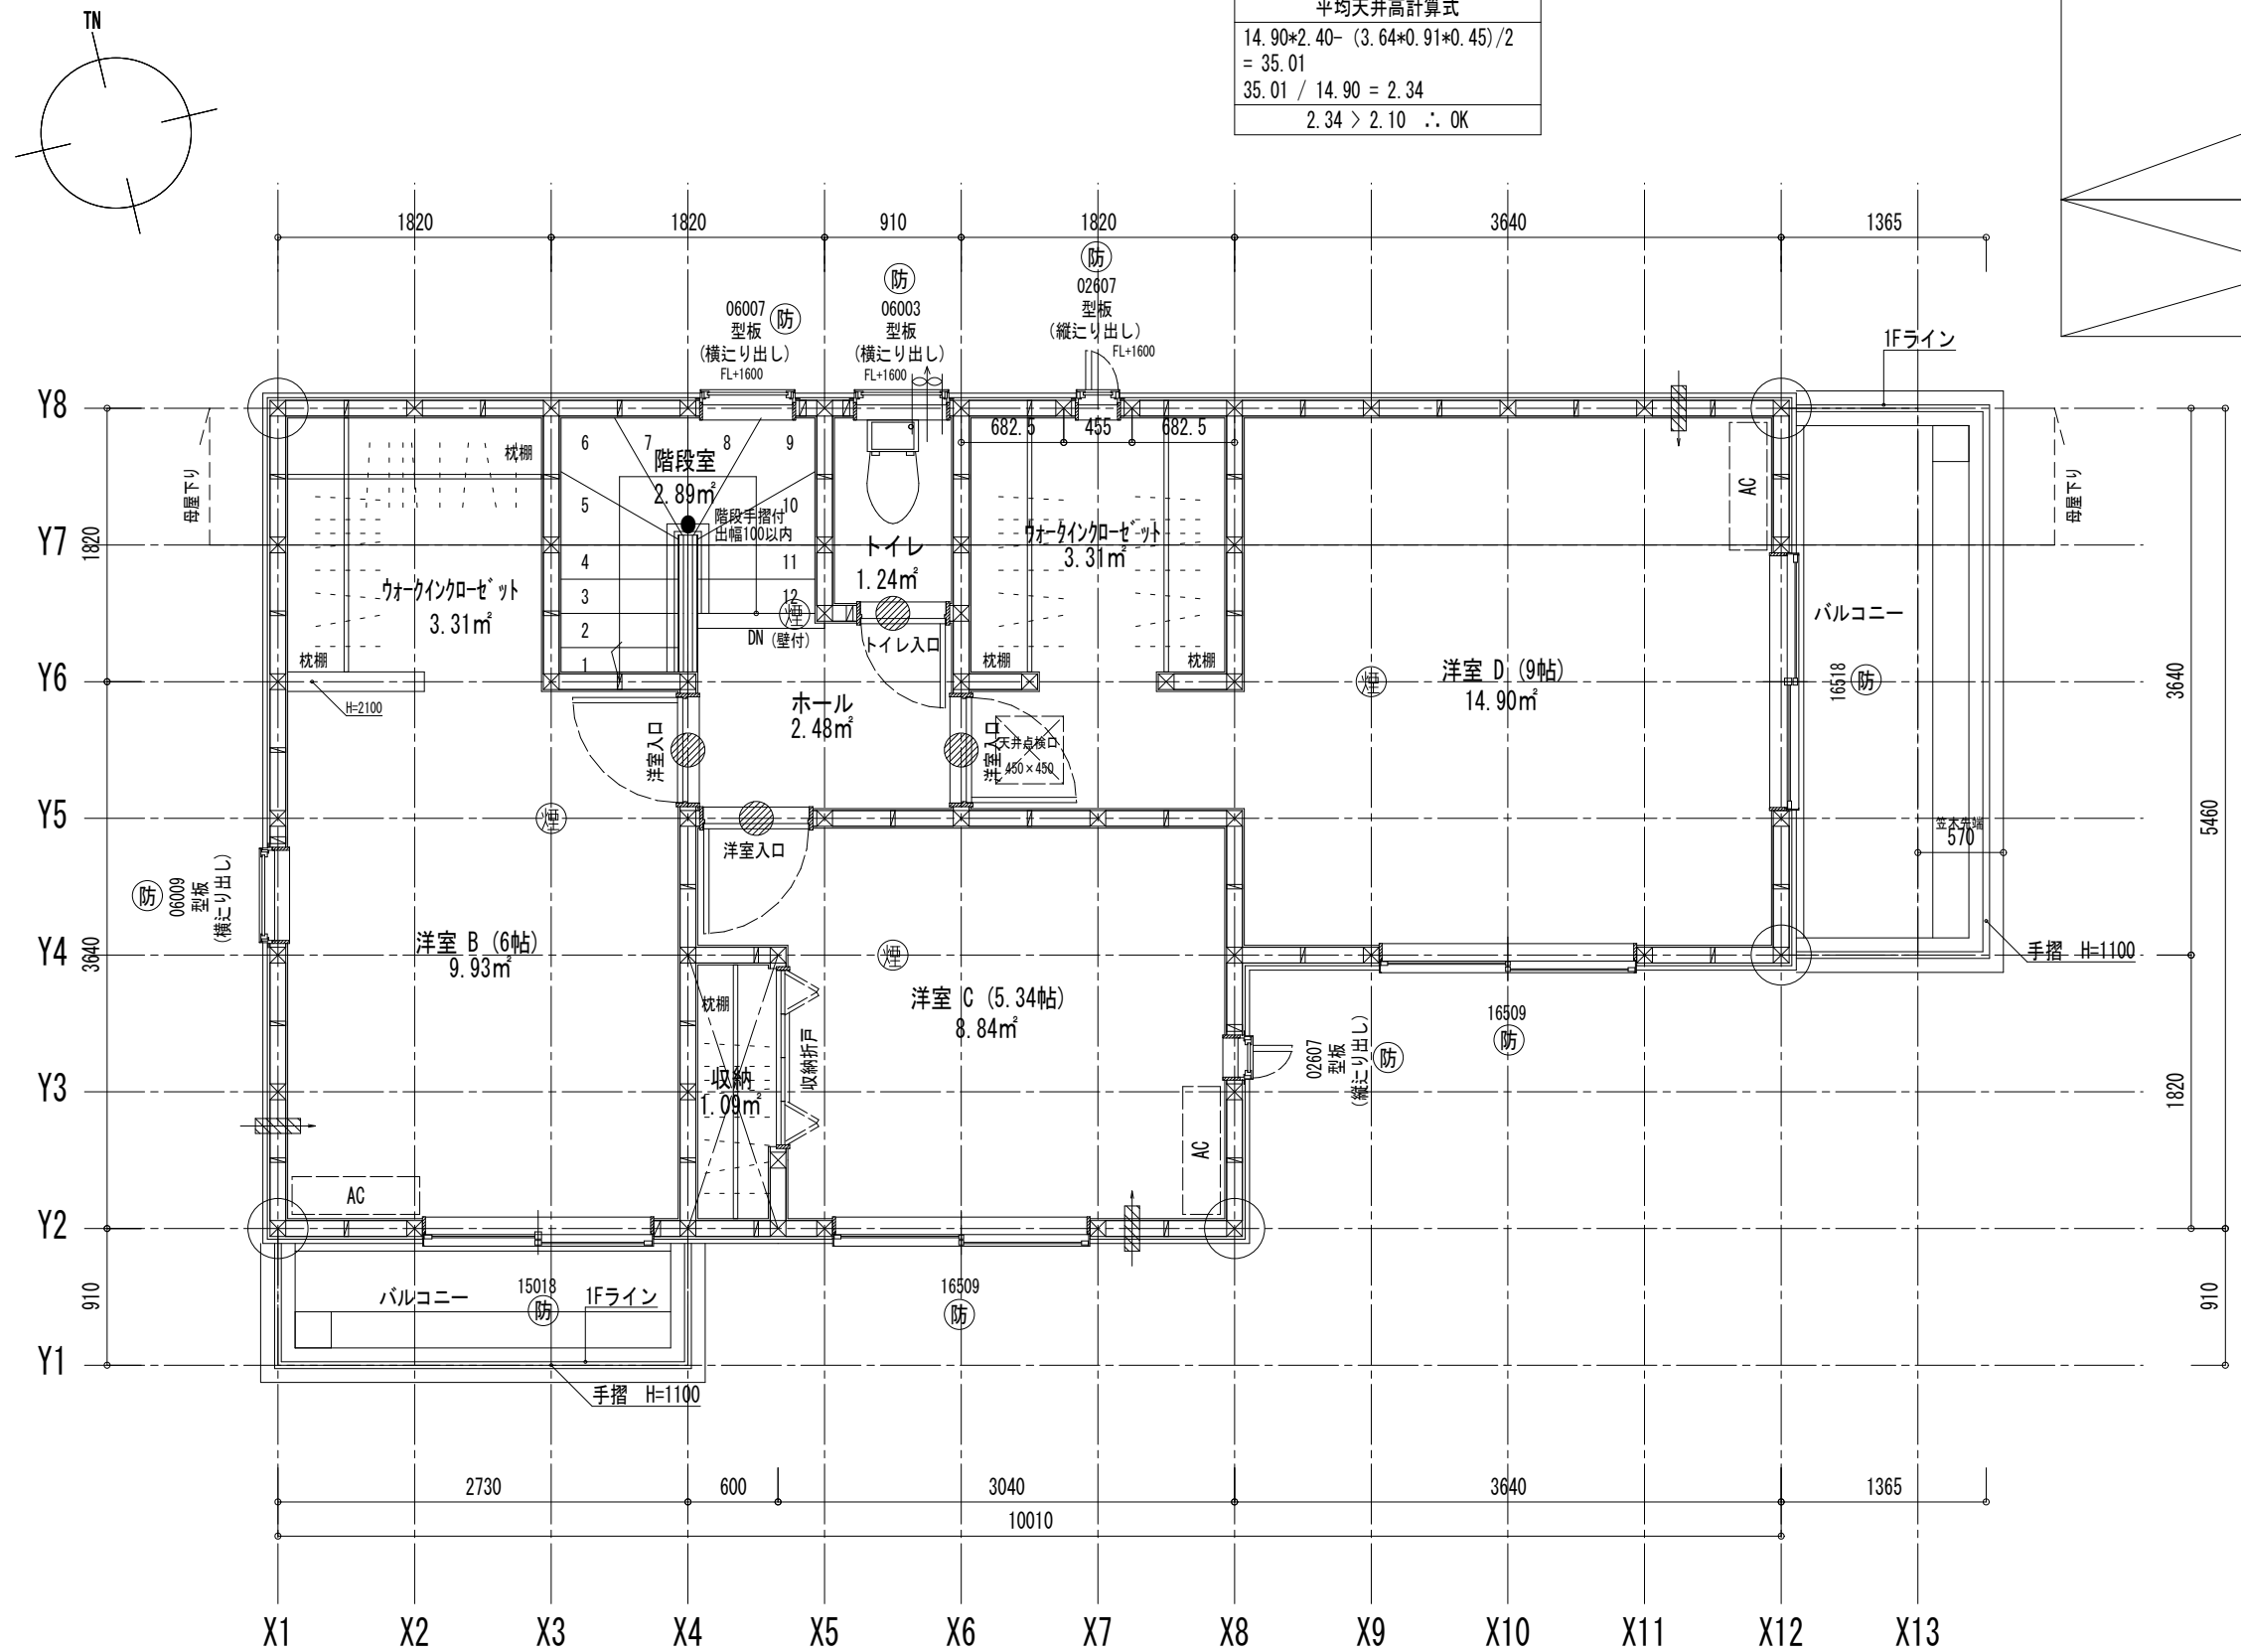 TN
平均天井高計算式
14.90*2.40- (3.64*0.91*0.45)/2
= 35.01
35.01 / 14.90 = 2.34
2.34 > 2.10 ∴ OK
1820
1820
910
1820
3640
1365
防
02607
型板
(縦辷り出し)
FL+1600
防
06003
型板
(横辷り出し)
FL+1600
06007
防
型板
(横辷り出し)
FL+1600
1Fライン
Y8
Y7
Y6
Y5
Y4
Y3
Y2
Y1
1820
3640
910
母屋下り
枕棚
ウォークインクローゼット
3.31㎡
枕棚
H=2100
6
7
8
9
階段室
2.89㎡
5
10
階段手摺付
出幅100以内
4
11
3
12
2
1
煙
DN (壁付)
トイレ
1.24㎡
トイレ入口
682.5
455
682.5
ウォークインクローゼット
3.31㎡
枕棚
枕棚
ホール
2.48㎡
洋室入口
洋室入口
天井点検口
450×450
洋室入口
煙
洋室 D (9帖)
14.90㎡
煙
AC
バルコニー
16518
防
母屋下り
笠木先端
570
手摺 H=1100
3640
5460
1820
910
防
06009
型板
(横辷り出し)
洋室 B (6帖)
9.93㎡
AC
枕棚
収納
1.09㎡
収納折戸
煙
洋室 C (5.34帖)
8.84㎡
AC
02607
型板
(縦辷り出し)
防
16509
防
バルコニー
15018
防
1Fライン
手摺 H=1100
16509
防
2730
600
3040
3640
1365
10010
X1
X2
X3
X4
X5
X6
X7
X8
X9
X10
X11
X12
X13